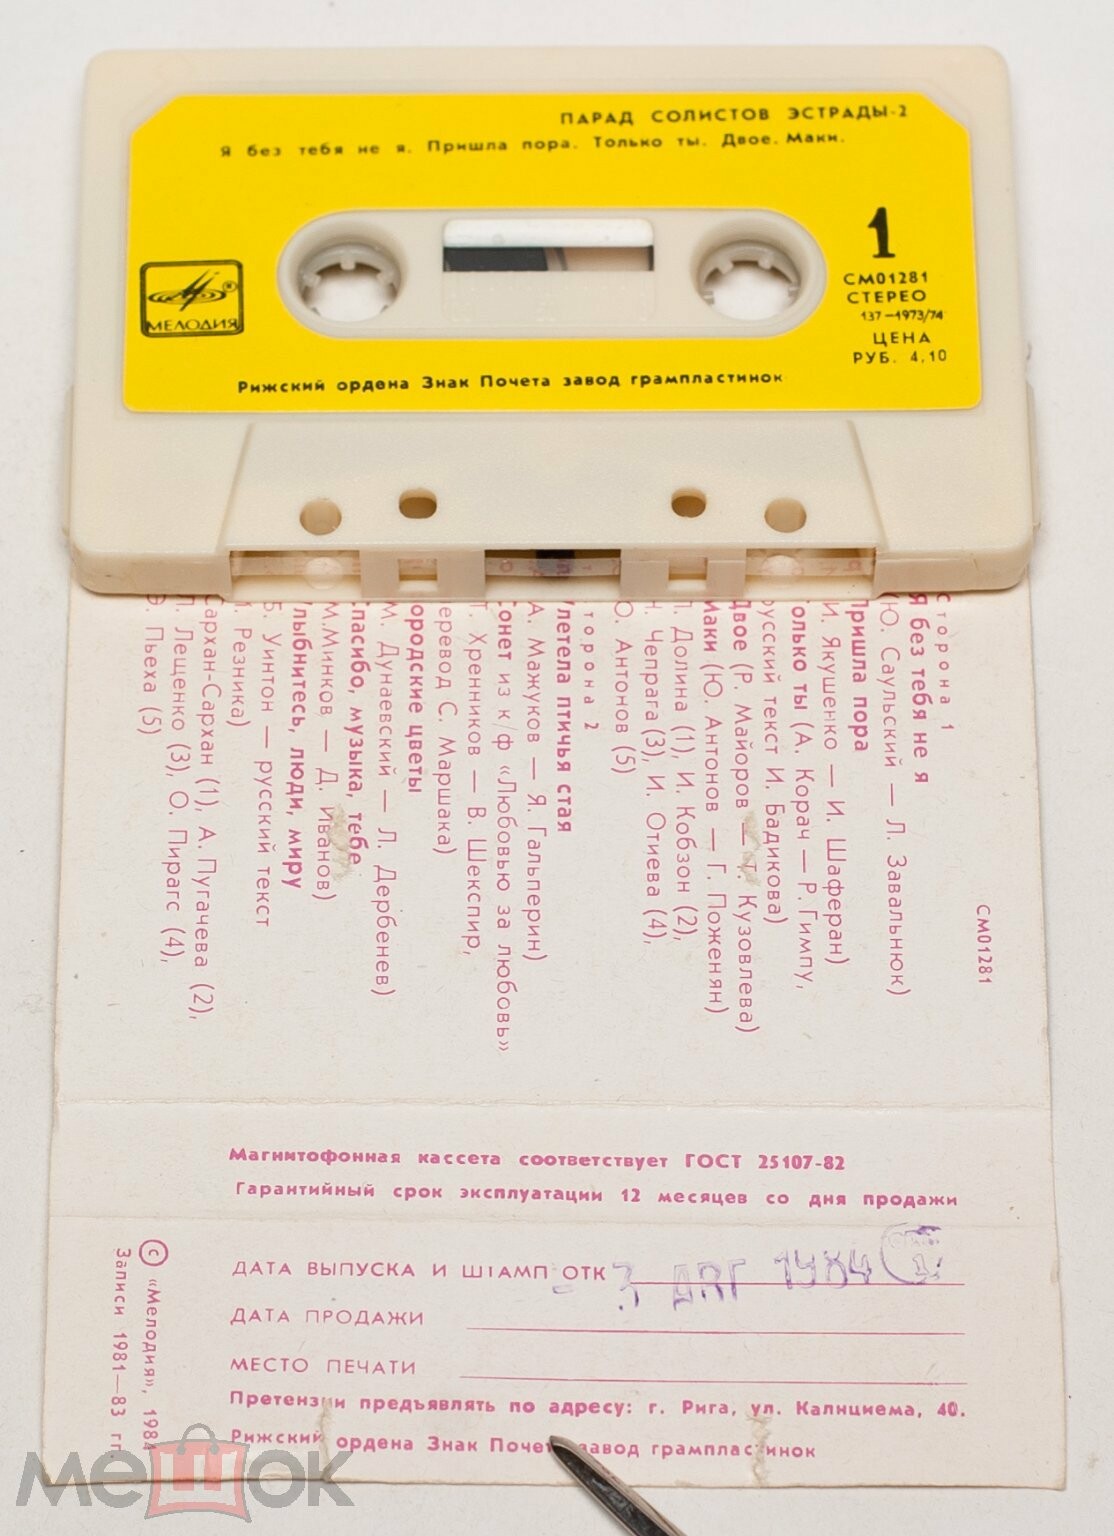 ПАРАД СОЛИСТОВ ЭСТРАДЫ-2
Я без тебя не я. Пришла пора. Только ты. Двое. Маки.
1
СМ01281
СТЕРЕО
137—1973/74
ЦЕНА
РУБ. 4,10
МЕЛОДИЯ
Рижский ордена Знак Почета завод грампластинок
СМ01281
Сторона 1
Я без тебя не я
(Ю. Саульский — Л. Завальнюк)
Пришла пора
(И. Якушенко — И. Шаферан)
Только ты (А. Корач — Р. Гимпу,
русский текст И. Бадикова)
Двое (Р. Майоров — Т. Кузовлева)
Маки (Ю. Антонов — Г. Поженян)
Л. Долина (1), И. Кобзон (2),
Н. Чепрага (3), И. Отиева (4),
Ю. Антонов (5)
торона 2
Улетела птичья стая
(А. Мажуков — Я. Гальперин)
Сонет из к/ф «Любовью за любовь»
(Т. Хренников — В. Шекспир,
перевод С. Маршака)
Городские цветы
(М. Дунаевский — Л. Дербенев)
Спасибо, музыка, тебе
(М. Минков — Д. Иванов)
Улыбнитесь, люди, миру
(Б. Уинтон — русский текст
И. Резника)
Сархан-Сархан (1), А. Пугачева (2),
Л. Лещенко (3), О. Пирагс (4),
Э. Пьеха (5)
Магнитофонная кассета соответствует ГОСТ 25107-82
Гарантийный срок эксплуатации 12 месяцев со дня продажи
ДАТА ВЫПУСКА И ШТАМП ОТК 3 АВГ 1984
ДАТА ПРОДАЖИ
МЕСТО ПЕЧАТИ
Претензии предъявлять по адресу: г. Рига, ул. Калнциема, 40.
Рижский ордена Знак Почета завод грампластинок
© «Мелодия», 1984
Записи 1981—83 гг
мешок